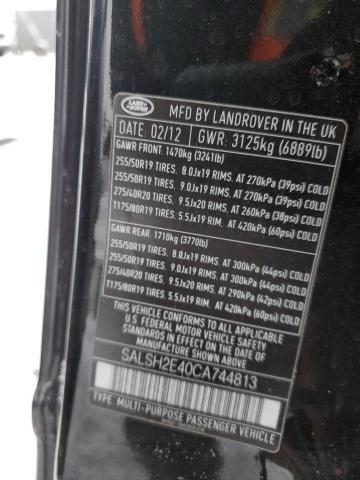 LAND
ROVER
MFD BY LANDROVER IN THE UK
DATE: 02/12 GWR: 3125kg (6889lb)
GAWR FRONT: 1470kg (3241lb)
255/50R19 TIRES. 8.0Jx19 RIMS. AT 270kPa (39psi) COLD
255/50R19 TIRES. 9.0Jx19 RIMS. AT 270kPa (39psi) COLD
275/40R20 TIRES. 9.5Jx20 RIMS. AT 260kPa (38psi) COLD
T175/80R19 TIRES. 5.5Jx19 RIM. AT 420kPa (60psi) COLD
GAWR REAR: 1710kg (3770lb)
255/50R19 TIRES. 8.0Jx19 RIMS. AT 300kPa (44psi) COLD
255/50R19 TIRES. 9.0Jx19 RIMS. AT 300kPa (44psi) COLD
275/40R20 TIRES. 9.5Jx20 RIMS. AT 290kPa (42psi) COLD
T175/80R19 TIRES. 5.5Jx19 RIM. AT 420kPa (60psi) COLD
THIS VEHICLE CONFORMS TO ALL APPLICABLE
U.S. FEDERAL MOTOR VEHICLE SAFETY AND THEFT PREVENTION
STANDARDS IN EFFECT ON THE DATE OF MANUFACTURE SHOWN ABOVE.
SALSH2E40CA744813
TYPE: MULTI-PURPOSE PASSENGER VEHICLE